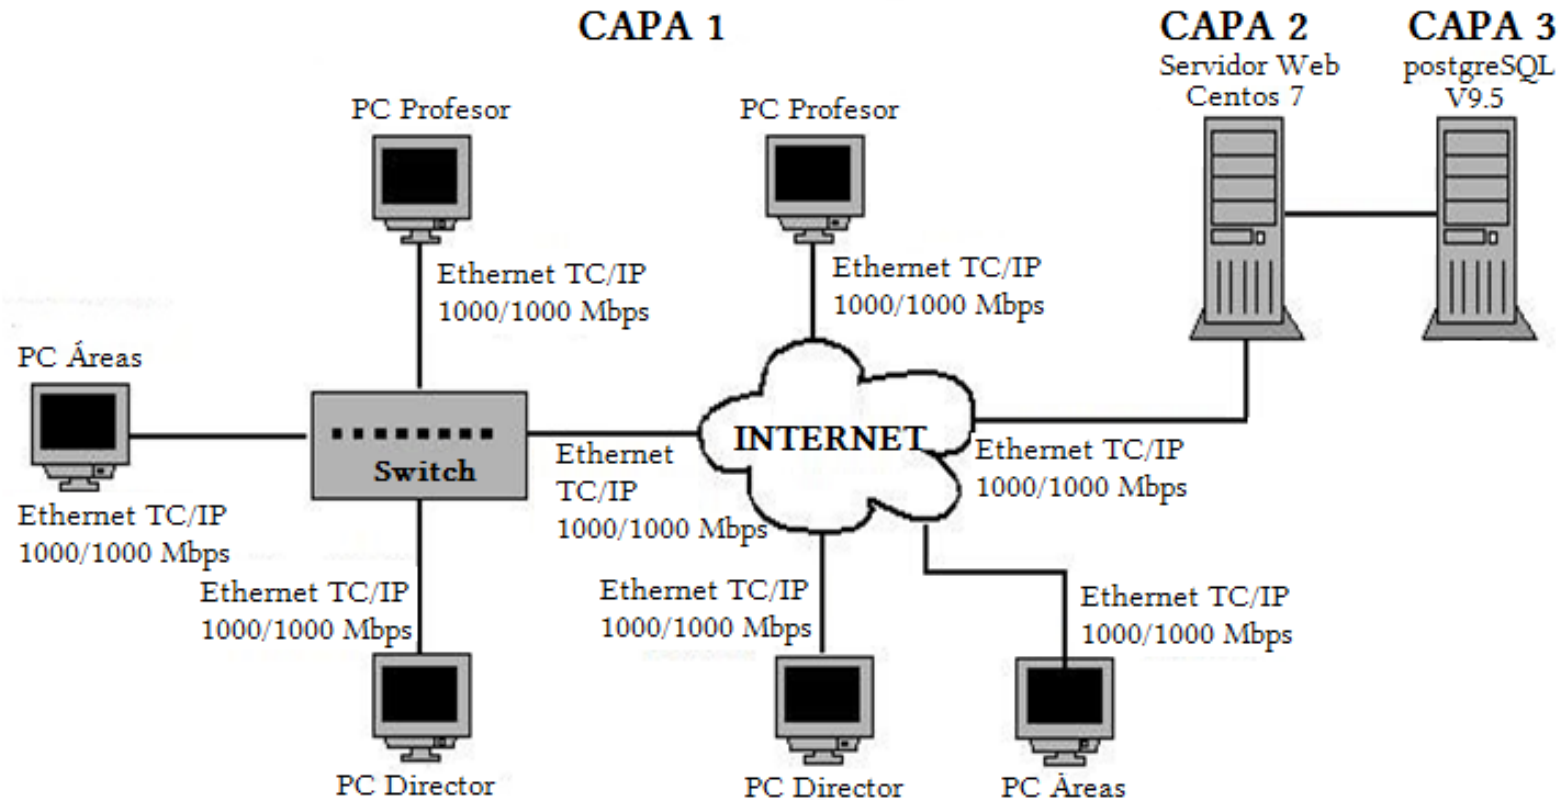 CAPA 1
CAPA 2
Servidor Web
Centos 7
CAPA 3
postgreSQL
V9.5
PC Profesor
Ethernet TC/IP
1000/1000 Mbps
PC Profesor
Ethernet TC/IP
1000/1000 Mbps
PC Áreas
Ethernet TC/IP
1000/1000 Mbps
Switch
Ethernet
TC/IP
1000/1000 Mbps
INTERNET
Ethernet TC/IP
1000/1000 Mbps
Ethernet TC/IP
1000/1000 Mbps
PC Director
Ethernet TC/IP
1000/1000 Mbps
PC Director
Ethernet TC/IP
1000/1000 Mbps
PC Àreas